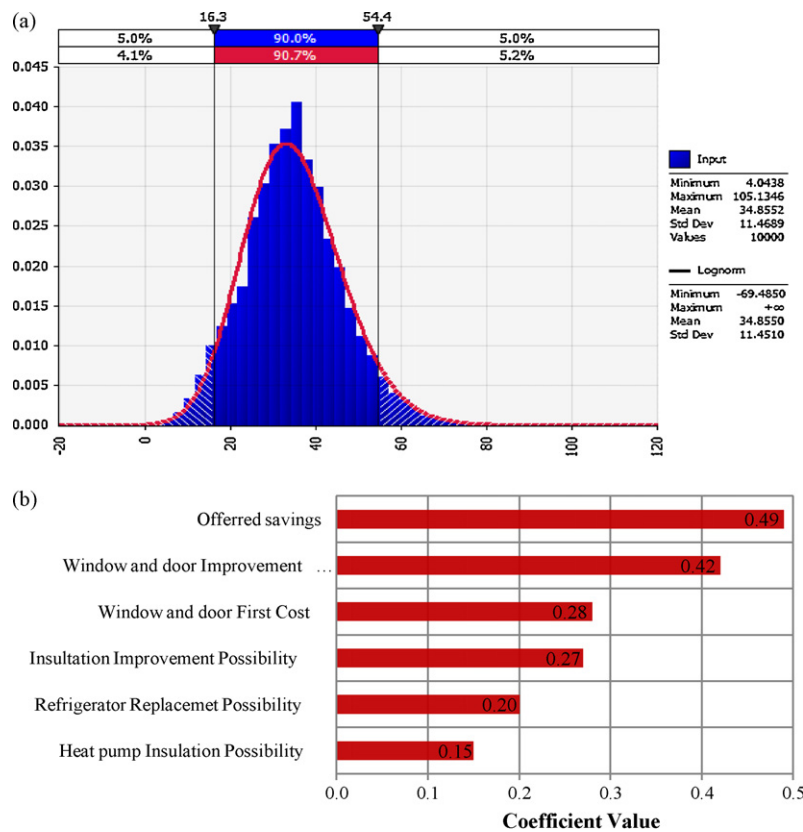 (a)
16.3 54.4
5.0% 90.0% 5.0%
4.1% 90.7% 5.2%
0.045
0.040
0.035
0.030
0.025
0.020
0.015
0.010
0.005
0.000
-20 0 20 40 60 80 100 120
Input
Minimum 4.0438
Maximum 105.1346
Mean 34.8552
Std Dev 11.4689
Values 10000
Lognorm
Minimum -69.4850
Maximum +∞
Mean 34.8550
Std Dev 11.4510
(b)
Offerred savings 0.49
Window and door Improvement ... 0.42
Window and door First Cost 0.28
Insultation Improvement Possibility 0.27
Refrigerator Replacemet Possibility 0.20
Heat pump Insulation Possibility 0.15
0.0 0.1 0.2 0.3 0.4 0.5
Coefficient Value